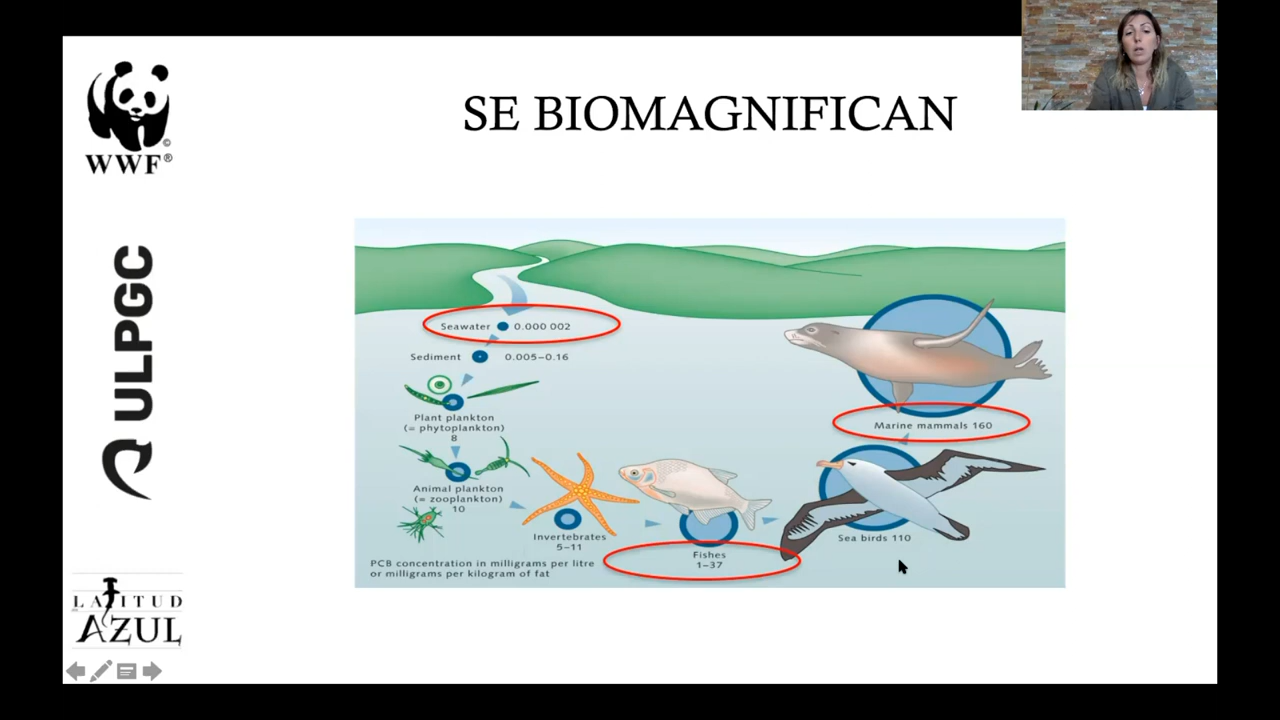 SE BIOMAGNIFICAN
©
WWF®
ULPGC
LATITUD
AZUL
Seawater 0.000 002
Sediment 0.005–0.16
Plant plankton
(= phytoplankton)
8
Animal plankton
(= zooplankton)
10
Invertebrates
5–11
Fishes
1–37
Sea birds 110
Marine mammals 160
PCB concentration in milligrams per litre
or milligrams per kilogram of fat